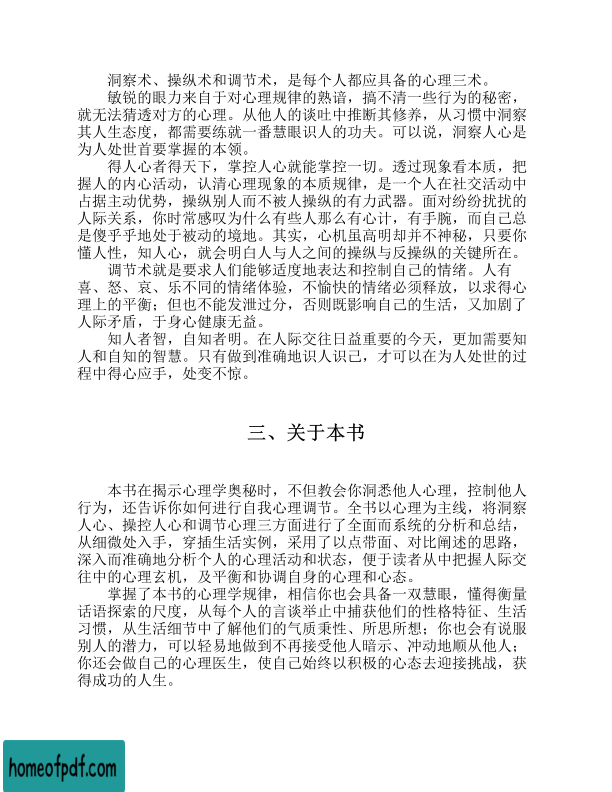 洞察术、操纵术和调节术，是每个人都应具备的心理三术。
敏锐的眼力来自于对心理规律的熟谙，搞不清一些行为的秘密，
就无法猜透对方的心理。从他人的谈吐中推断其修养，从习惯中洞察
其人生态度，都需要练就一番慧眼识人的功夫。可以说，洞察人心是
为人处世首要掌握的本领。
得人心者得天下，掌控人心就能掌控一切。透过现象看本质，把
握人的内心活动，认清心理现象的本质规律，是一个人在社交活动中
占据主动优势，操纵别人而不被人操纵的有力武器。面对纷纷扰扰的
人际关系，你时常感叹为什么有些人那么有心计，有手腕，而自己总
是傻乎乎地处于被动的境地。其实，心机虽高明却并不神秘，只要你
懂人性，知人心，就会明白人与人之间的操纵与反操纵的关键所在。
调节术就是要求人们能够适度地表达和控制自己的情绪。人有
喜、怒、哀、乐不同的情绪体验，不愉快的情绪必须释放，以求得心
理上的平衡；但也不能发泄过分，否则既影响自己的生活，又加剧了
人际矛盾，于身心健康无益。
知人者智，自知者明。在人际交往日益重要的今天，更加需要知
人和自知的智慧。只有做到准确地识人识己，才可以在为人处世的过
程中得心应手，处变不惊。
三、关于本书
本书在揭示心理学奥秘时，不但教会你洞悉他人心理，控制他人
行为，还告诉你如何进行自我心理调节。全书以心理为主线，将洞察
人心、操控人心和调节心理三方面进行了全面而系统的分析和总结，
从细微处入手，穿插生活实例，采用了以点带面、对比阐述的思路，
深入而准确地分析个人的心理活动和状态，便于读者从中把握人际交
往中的心理玄机，及平衡和协调自身的心理和心态。
掌握了本书的心理学规律，相信你也会具备一双慧眼，懂得衡量
话语探索的尺度，从每个人的言谈举止中捕获他们的性格特征、生活
习惯，从生活细节中了解他们的气质秉性、所思所想；你也会有说服
别人的潜力，可以轻易地做到不再接受他人暗示、冲动地顺从他人；
你还会做自己的心理医生，使自己始终以积极的心态去迎接挑战，获
得成功的人生。
homeofpdf.com